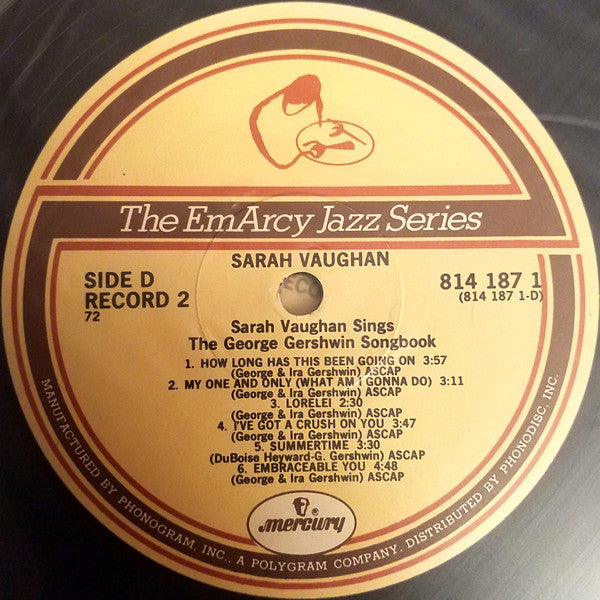 The EmArcy Jazz Series
SARAH VAUGHAN
SIDE D
RECORD 2
72
814 187 1
(814 187 1-D)
Sarah Vaughan Sings
The George Gershwin Songbook
1. HOW LONG HAS THIS BEEN GOING ON 3:57
(George & Ira Gershwin) ASCAP
2. MY ONE AND ONLY (WHAT AM I GONNA DO) 3:11
(George & Ira Gershwin) ASCAP
3. LORELEI 2:30
(George & Ira Gershwin) ASCAP
4. I'VE GOT A CRUSH ON YOU 3:47
(George & Ira Gershwin) ASCAP
5. SUMMERTIME 3:30
(DuBoise Heyward-G. Gershwin) ASCAP
6. EMBRACEABLE YOU 4:48
(George & Ira Gershwin) ASCAP
mercury
MANUFACTURED BY PHONOGRAM, INC., A POLYGRAM COMPANY, DISTRIBUTED BY PHONODISC, INC.